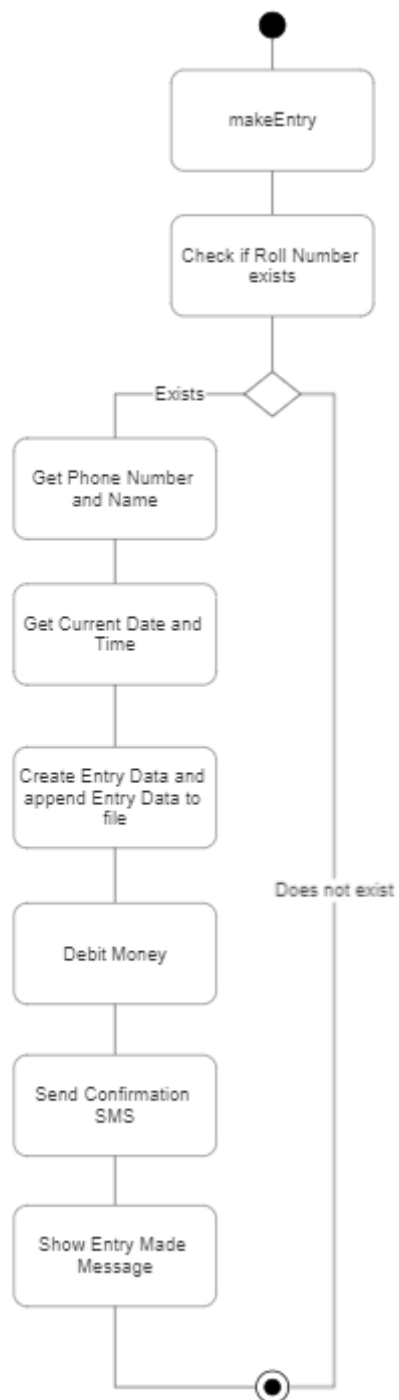 makeEntry
Check if Roll Number
exists
Exists
Get Phone Number
and Name
Get Current Date and
Time
Create Entry Data and
append Entry Data to
file
Does not exist
Debit Money
Send Confirmation
SMS
Show Entry Made
Message